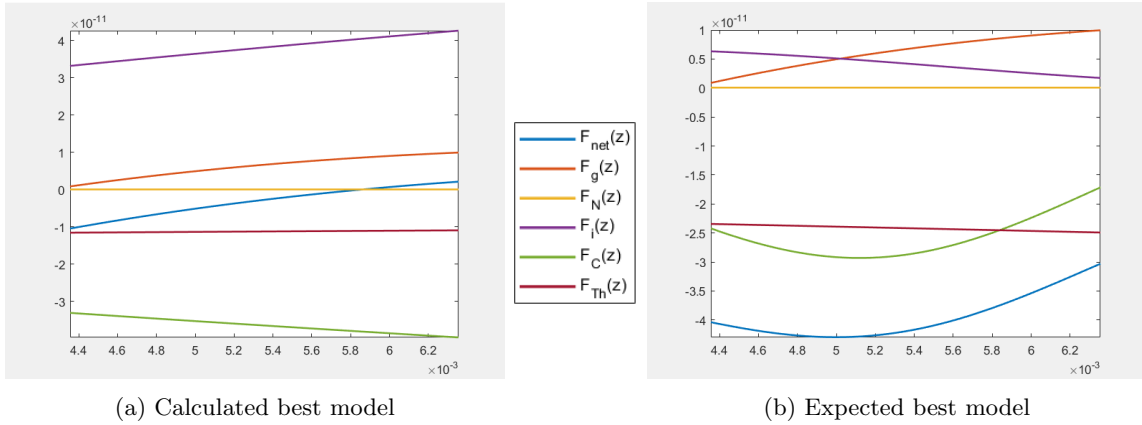 ×10⁻¹¹
4
3
2
1
0
-1
-2
-3
4.4 4.6 4.8 5 5.2 5.4 5.6 5.8 6 6.2
×10⁻³
F_net(z)
F_g(z)
F_N(z)
F_i(z)
F_C(z)
F_Th(z)
×10⁻¹¹
1
0.5
0
-0.5
-1
-1.5
-2
-2.5
-3
-3.5
-4
4.4 4.6 4.8 5 5.2 5.4 5.6 5.8 6 6.2
×10⁻³
(a) Calculated best model
(b) Expected best model